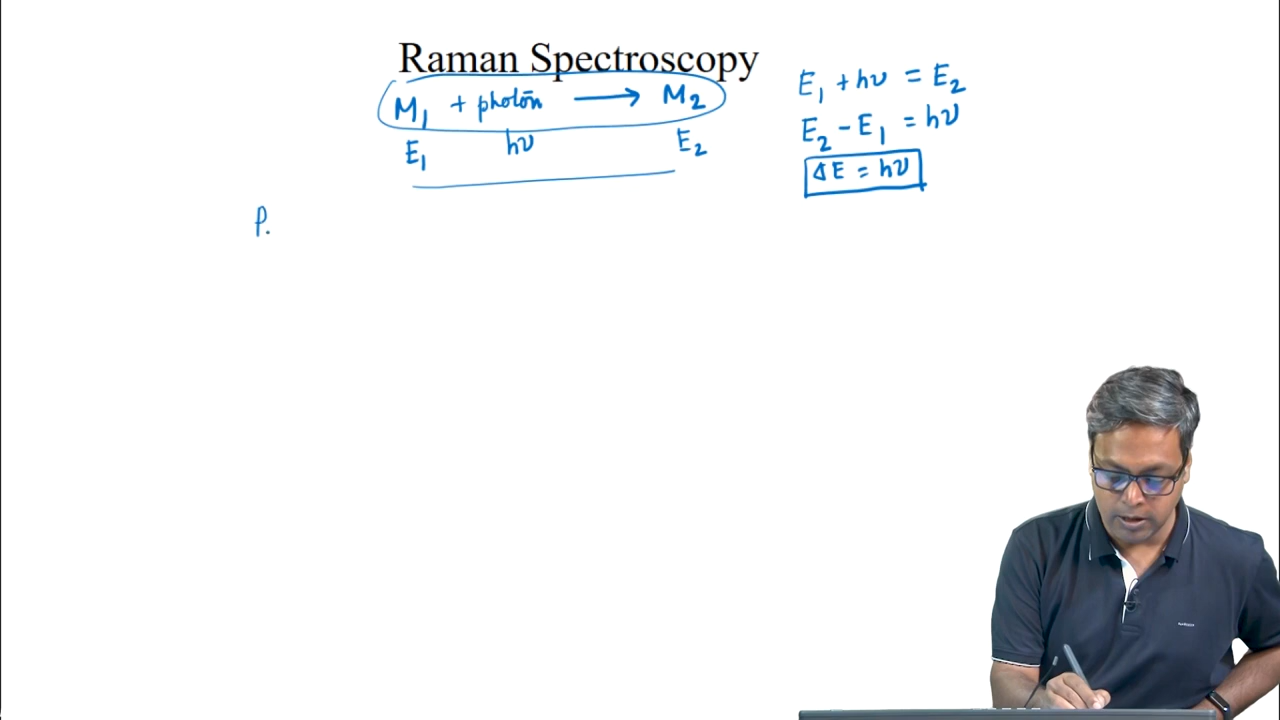 Raman Spectroscopy
M₁ + photon ⟶ M₂
E₁ hν E₂
E₁ + hν = E₂
E₂ - E₁ = hν
ΔE = hν
P.